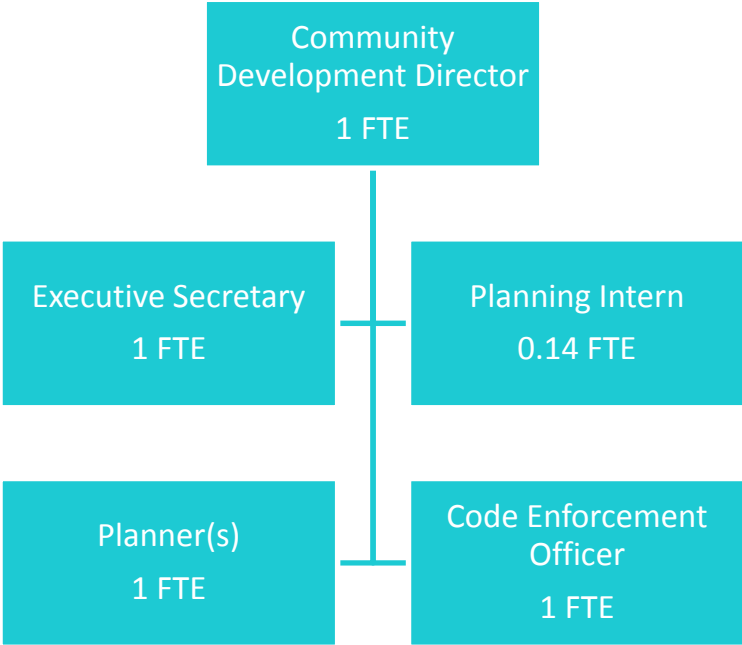 Community
Development Director
1 FTE
Executive Secretary
1 FTE
Planning Intern
0.14 FTE
Planner(s)
1 FTE
Code Enforcement
Officer
1 FTE